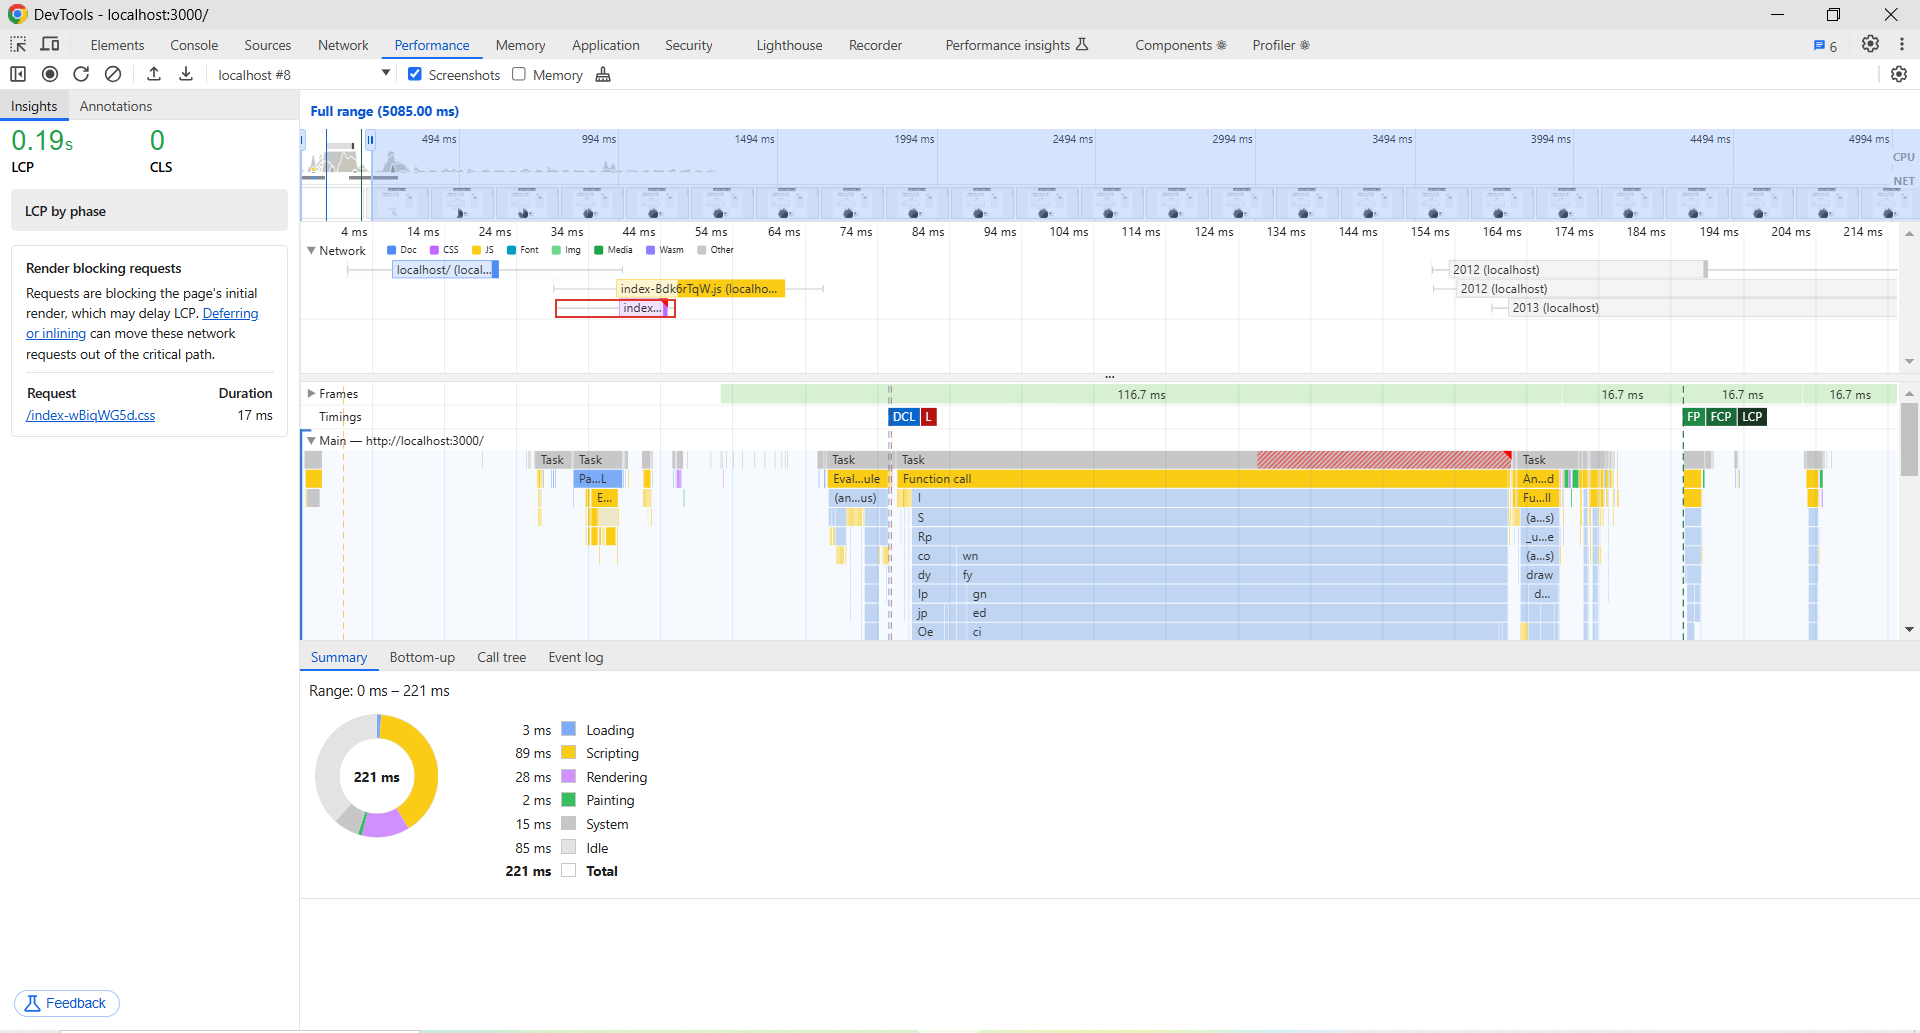 DevTools - localhost:3000/
Elements Console Sources Network Performance Memory Application Security Lighthouse Recorder Performance insights Components Profiler 6
localhost #8 Screenshots Memory
Insights Annotations
0.19s 0
LCP CLS
LCP by phase
Render blocking requests
Requests are blocking the page's initial
render, which may delay LCP. Deferring
or inlining can move these network
requests out of the critical path.
Request Duration
/index-wBiqWG5d.css 17 ms
Feedback
Full range (5085.00 ms)
494 ms 994 ms 1494 ms 1994 ms 2494 ms 2994 ms 3494 ms 3994 ms 4494 ms 4994 ms
CPU
NET
4 ms 14 ms 24 ms 34 ms 44 ms 54 ms 64 ms 74 ms 84 ms 94 ms 104 ms 114 ms 124 ms 134 ms 144 ms 154 ms 164 ms 174 ms 184 ms 194 ms 204 ms 214 ms
Network Doc CSS JS Font Img Media Wasm Other
localhost/ (local... 2012 (localhost)
index-Bdk6rTqW.js (localho... 2012 (localhost)
index... 2013 (localhost)
...
Frames 116.7 ms 16.7 ms 16.7 ms 16.7 ms
Timings DCL L FP FCP LCP
Main — http://localhost:3000/
Task Task Task Task Task
Pa...L Eval...ule Function call An...d
E... (an...us) l Fu...ll
S (a...s)
Rp _u...e
co wn (a...s)
dy fy draw
lp gn d...
jp ed
Oe ci
Summary Bottom-up Call tree Event log
Range: 0 ms – 221 ms
221 ms
3 ms Loading
89 ms Scripting
28 ms Rendering
2 ms Painting
15 ms System
85 ms Idle
221 ms Total